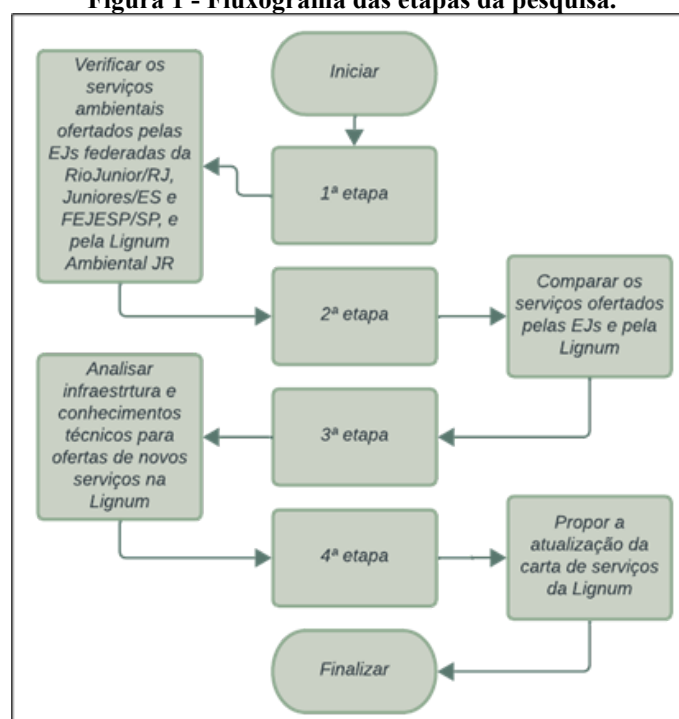 Figura 1 - Fluxograma das etapas da pesquisa.
Iniciar
1ª etapa
Verificar os
serviços
ambientais
ofertados pelas
EJs federadas da
RioJunior/RJ,
Juniores/ES e
FEJESP/SP, e
pela Lignum
Ambiental JR
2ª etapa
Comparar os
serviços ofertados
pelas EJs e pela
Lignum
3ª etapa
Analisar
infraestrtura e
conhecimentos
técnicos para
ofertas de novos
serviços na
Lignum
4ª etapa
Propor a
atualização da
carta de serviços
da Lignum
Finalizar